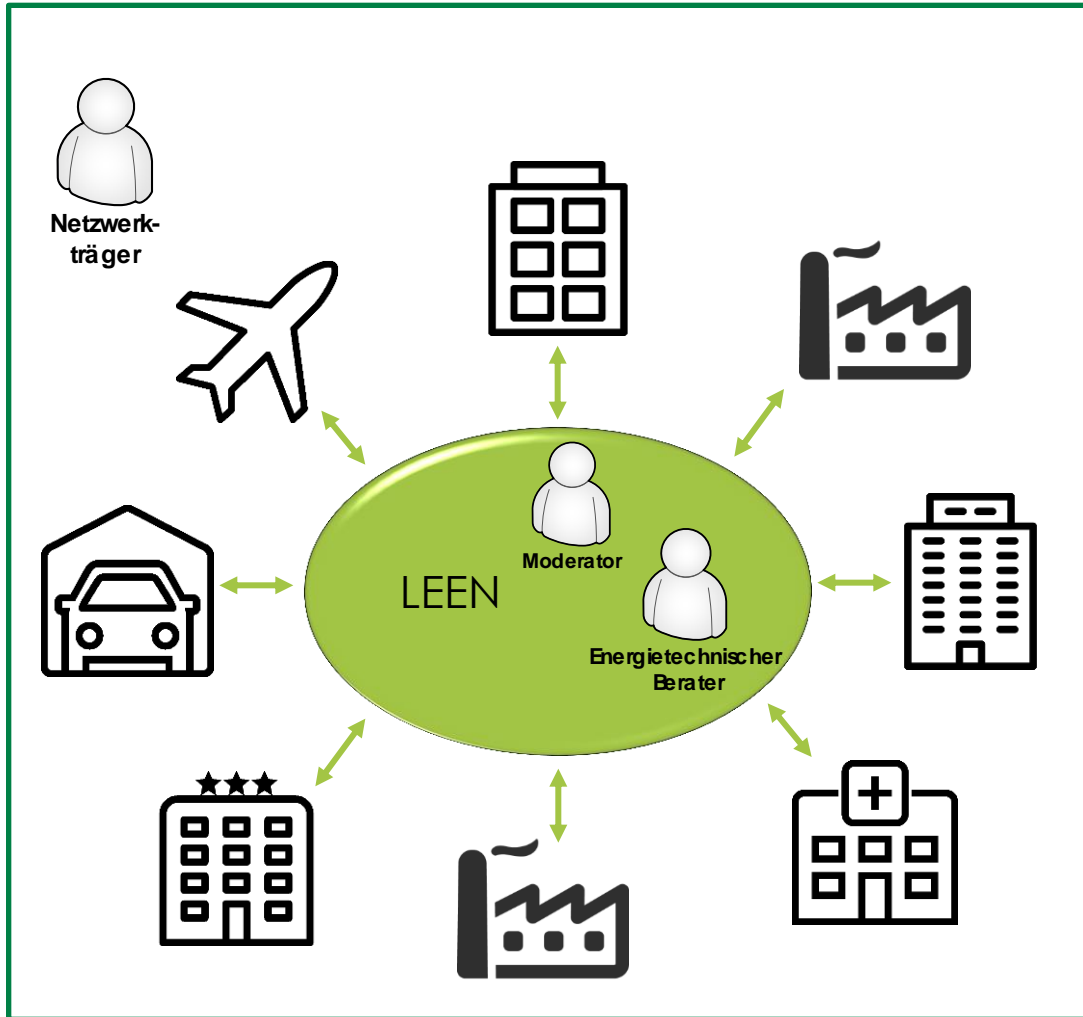 Netzwerk-
träger
Moderator
LEEN
Energietechnischer
Berater